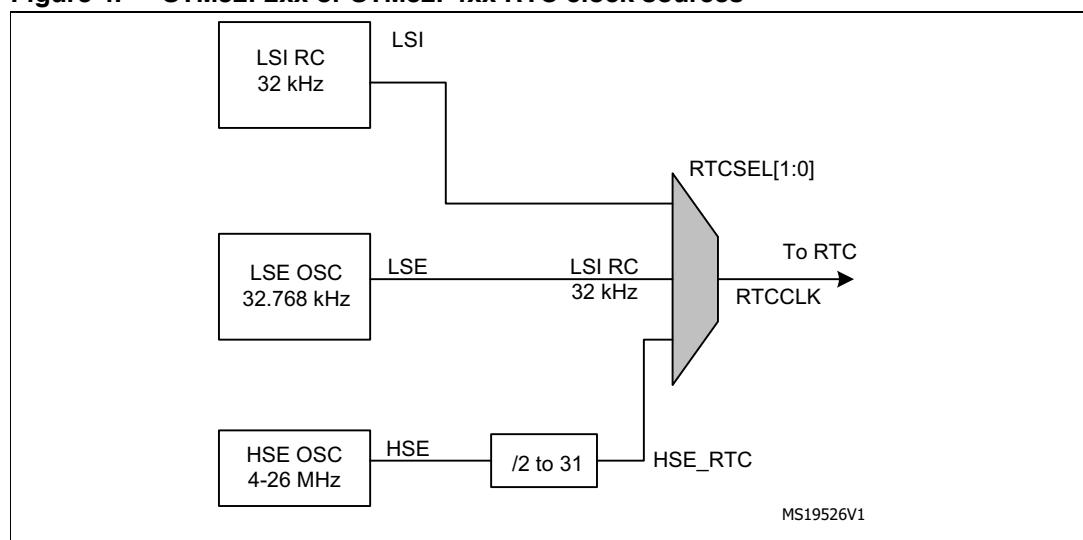 LSI RC
32 kHz
LSI
RTCSEL[1:0]
LSE OSC
32.768 kHz
LSE
LSI RC
32 kHz
To RTC
RTCCLK
HSE OSC
4-26 MHz
HSE
/2 to 31
HSE_RTC
MS19526V1